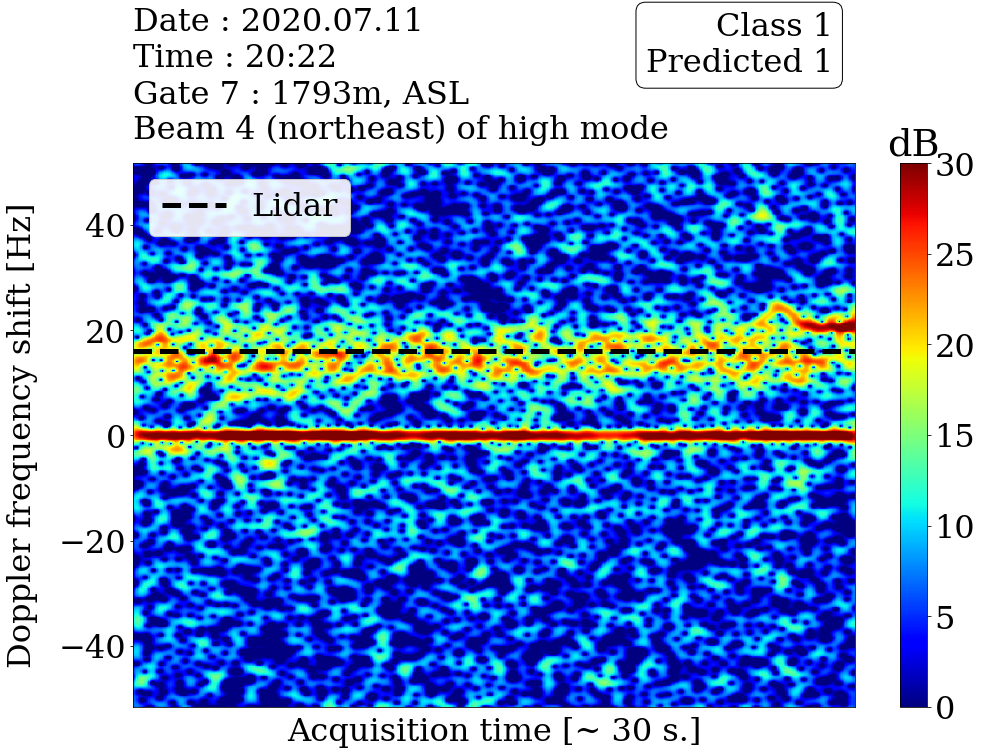 Date : 2020.07.11
Time : 20:22
Gate 7 : 1793m, ASL
Beam 4 (northeast) of high mode
Class 1
Predicted 1
dB
Lidar
Doppler frequency shift [Hz]
40
20
0
−20
−40
Acquisition time [~ 30 s.]
30
25
20
15
10
5
0